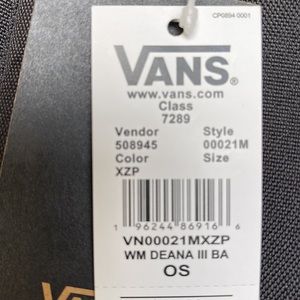 CP0894 0001
VANS®
www.vans.com
Class
7289
Vendor Style
508945 00021M
Color Size
XZP
1 96244 86916 6
VN00021MXZP
WM DEANA III BA
OS